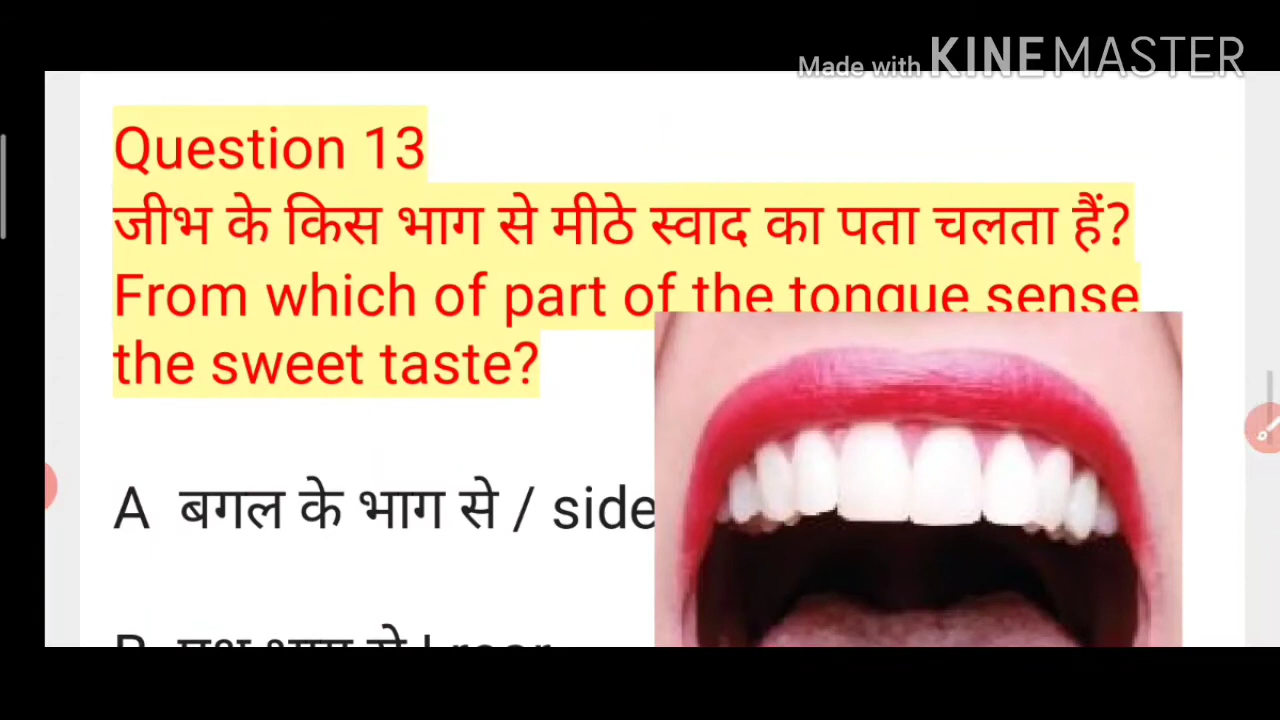 Made with KINEMASTER
Question 13
जीभ के किस भाग से मीठे स्वाद का पता चलता हैं?
From which of part of the tongue sense
the sweet taste?
A बगल के भाग से / side